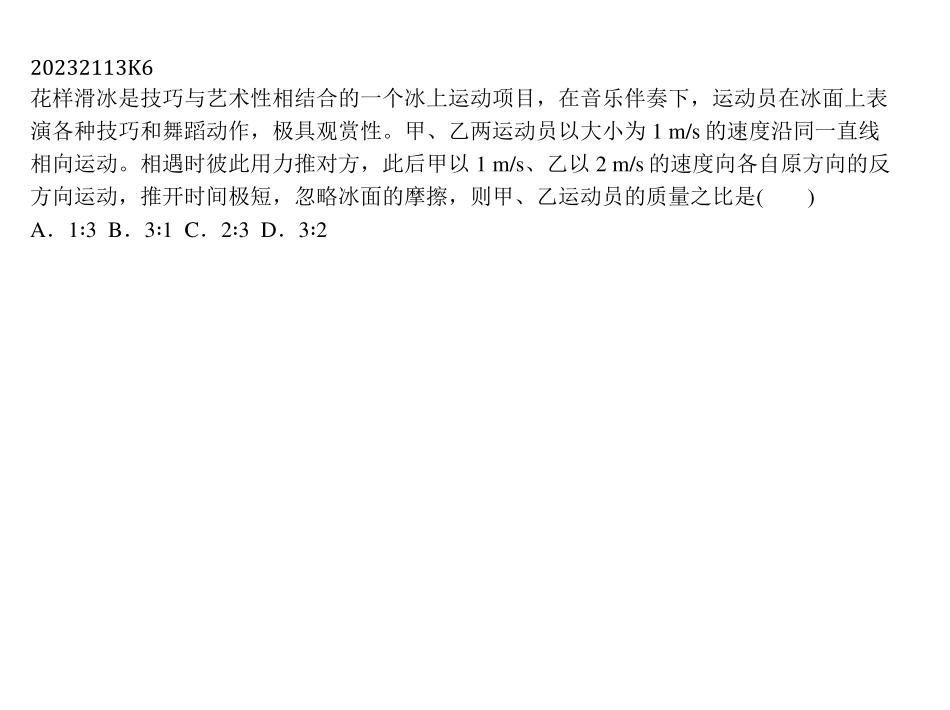 20232113K6
花样滑冰是技巧与艺术性相结合的一个冰上运动项目，在音乐伴奏下，运动员在冰面上表
演各种技巧和舞蹈动作，极具观赏性。甲、乙两运动员以大小为 1 m/s 的速度沿同一直线
相向运动。相遇时彼此用力推对方，此后甲以 1 m/s、乙以 2 m/s 的速度向各自原方向的反
方向运动，推开时间极短，忽略冰面的摩擦，则甲、乙运动员的质量之比是(　　)
A．1∶3 B．3∶1 C．2∶3 D．3∶2